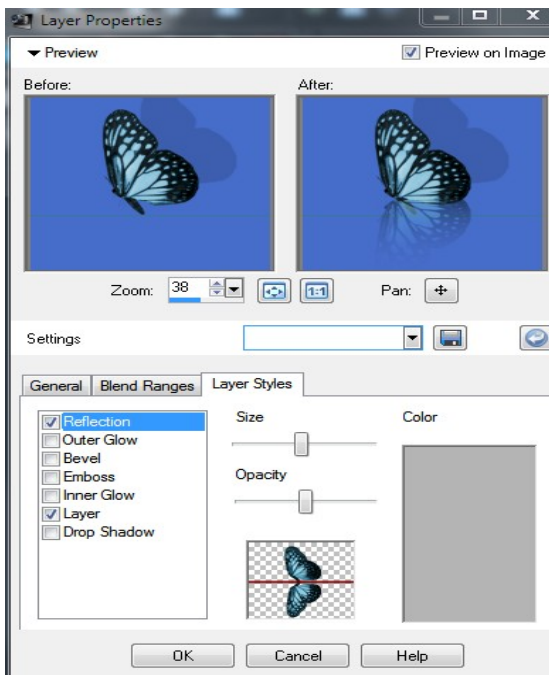 Layer Properties
Preview
Preview on Image
Before:
After:
Zoom: 38
1:1
Pan:
Settings
General
Blend Ranges
Layer Styles
Reflection
Outer Glow
Bevel
Emboss
Inner Glow
Layer
Drop Shadow
Size
Opacity
Color
OK
Cancel
Help